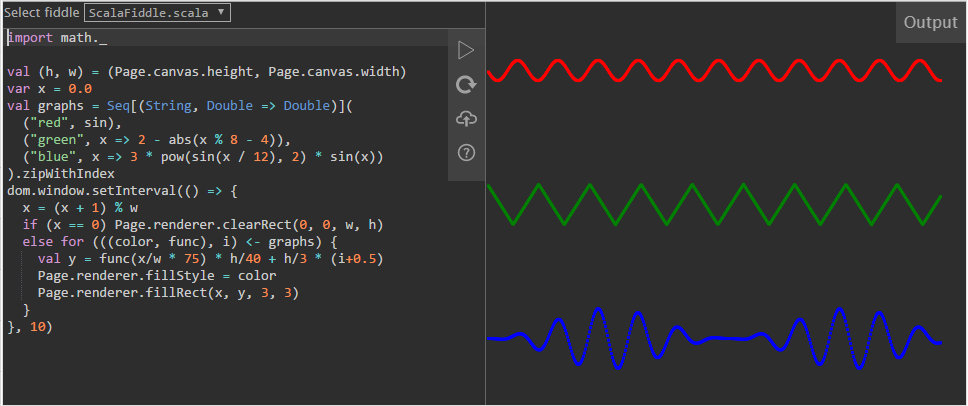 Select fiddle ScalaFiddle.scala
Output
import math._
val (h, w) = (Page.canvas.height, Page.canvas.width)
var x = 0.0
val graphs = Seq[(String, Double => Double)](
  ("red", sin),
  ("green", x => 2 - abs(x % 8 - 4)),
  ("blue", x => 3 * pow(sin(x / 12), 2) * sin(x))
).zipWithIndex
dom.window.setInterval(() => {
  x = (x + 1) % w
  if (x == 0) Page.renderer.clearRect(0, 0, w, h)
  else for (((color, func), i) <- graphs) {
    val y = func(x/w * 75) * h/40 + h/3 * (i+0.5)
    Page.renderer.fillStyle = color
    Page.renderer.fillRect(x, y, 3, 3)
  }
}, 10)